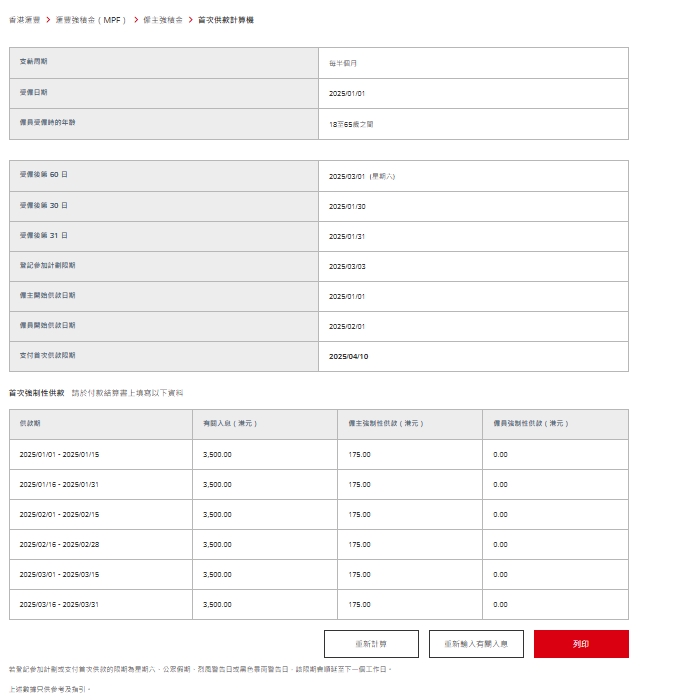 香港滙豐 > 滙豐強積金（MPF） > 僱主強積金 > 首次供款計算機
支薪周期 每半個月
受僱日期 2025/01/01
僱員受僱時的年齡 18至65歲之間
受僱後第 60 日 2025/03/01 (星期六)
受僱後第 30 日 2025/01/30
受僱後第 31 日 2025/01/31
登記參加計劃限期 2025/03/03
僱主開始供款日期 2025/01/01
僱員開始供款日期 2025/02/01
支付首次供款限期 2025/04/10
首次強制性供款 請於付款結算書上填寫以下資料
供款期 有關入息（港元） 僱主強制性供款（港元） 僱員強制性供款（港元）
2025/01/01 - 2025/01/15 3,500.00 175.00 0.00
2025/01/16 - 2025/01/31 3,500.00 175.00 0.00
2025/02/01 - 2025/02/15 3,500.00 175.00 0.00
2025/02/16 - 2025/02/28 3,500.00 175.00 0.00
2025/03/01 - 2025/03/15 3,500.00 175.00 0.00
2025/03/16 - 2025/03/31 3,500.00 175.00 0.00
重新計算 重新輸入有關入息 列印
若登記參加計劃或支付首次供款的限期為星期六、公眾假期、烈風警告日或黑色暴雨警告日，該限期會順延至下一個工作日。
上述數據只供參考及指引。